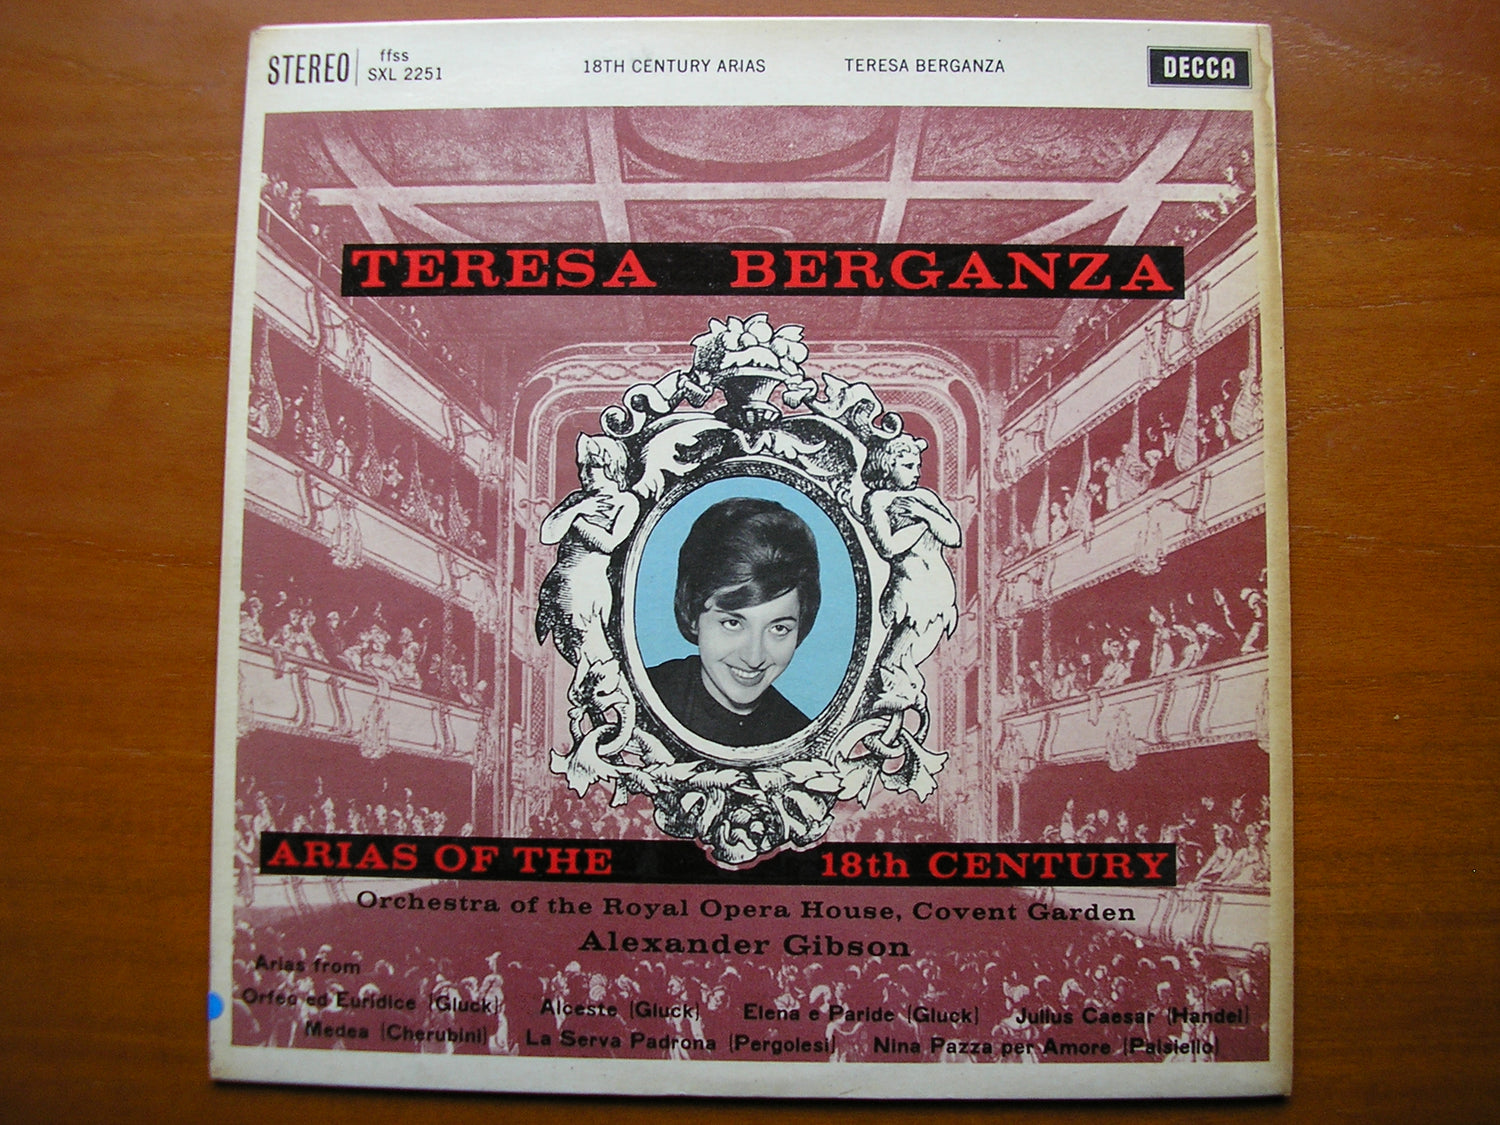 STEREO ffss SXL 2251 18TH CENTURY ARIAS TERESA BERGANZA DECCA
TERESA BERGANZA
ARIAS OF THE 18th CENTURY
Orchestra of the Royal Opera House, Covent Garden
Alexander Gibson
Arias from
Orfeo ed Euridice (Gluck) Alceste (Gluck) Elena e Paride (Gluck) Julius Caesar (Handel)
Medea (Cherubini) La Serva Padrona (Pergolesi) Nina Pazza per Amore (Paisiello)